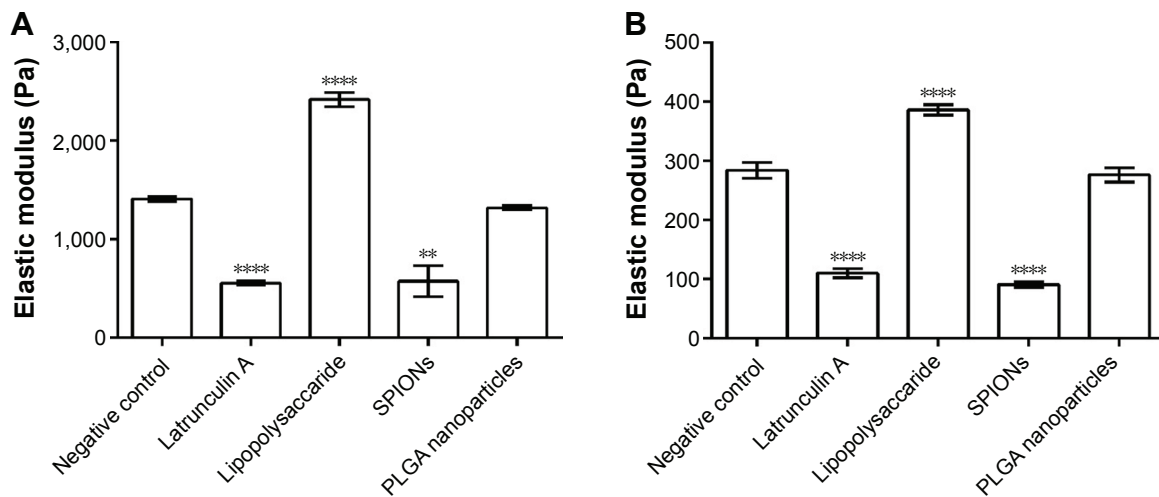 A
Elastic modulus (Pa)
3,000
2,000
1,000
0
****
****
**
Negative control
Latrunculin A
Lipopolysaccaride
SPIONs
PLGA nanoparticles
B
Elastic modulus (Pa)
500
400
300
200
100
0
****
****
****
Negative control
Latrunculin A
Lipopolysaccaride
SPIONs
PLGA nanoparticles